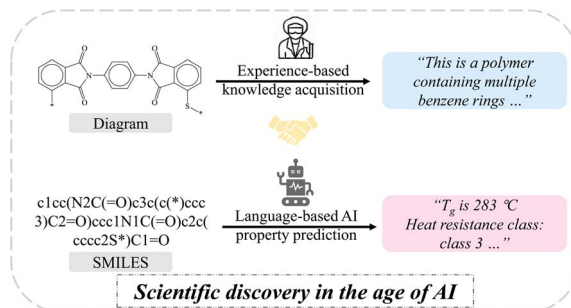 O
O
N
N
O
O
*
S
*
Diagram
Experience-based
knowledge acquisition
“This is a polymer
containing multiple
benzene rings ...”
c1cc(N2C(=O)c3c(c(*)ccc
3)C2=O)ccc1N1C(=O)c2c(
cccc2S*)C1=O
SMILES
Language-based AI
property prediction
“Tg is 283 ℃
Heat resistance class:
class 3 ...”
Scientific discovery in the age of AI